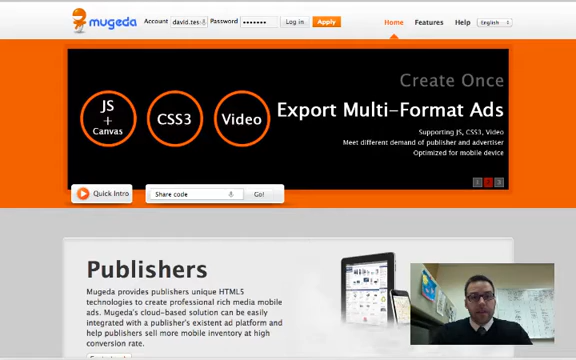 mugeda
Account david.tes Password ••••••• Log in Apply Home Features Help English
Create Once
Export Multi-Format Ads
Supporting JS, CSS3, Video
Meet different demand of publisher and advertiser
Optimized for mobile device
JS
+
Canvas
CSS3
Video
1 2 3
Quick Intro
Share code
Go!
Publishers
Mugeda provides publishers unique HTML5
technologies to create professional rich media mobile
ads. Mugeda's cloud-based solution can be easily
integrated with a publisher's existent ad platform and
help publishers sell more mobile inventory at high
conversion rate.